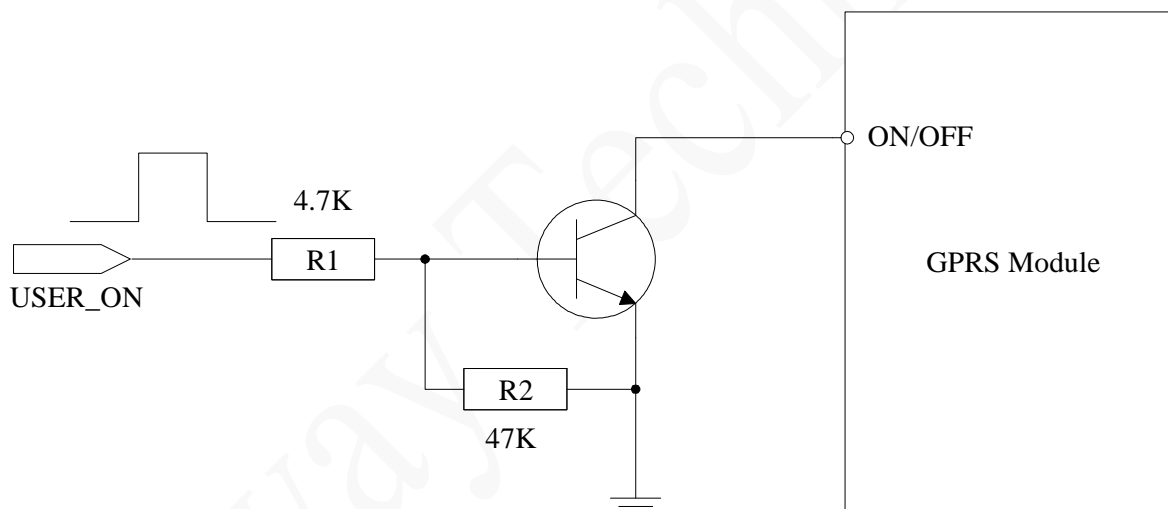 ON/OFF
4.7K
R1
GPRS Module
USER_ON
R2
47K